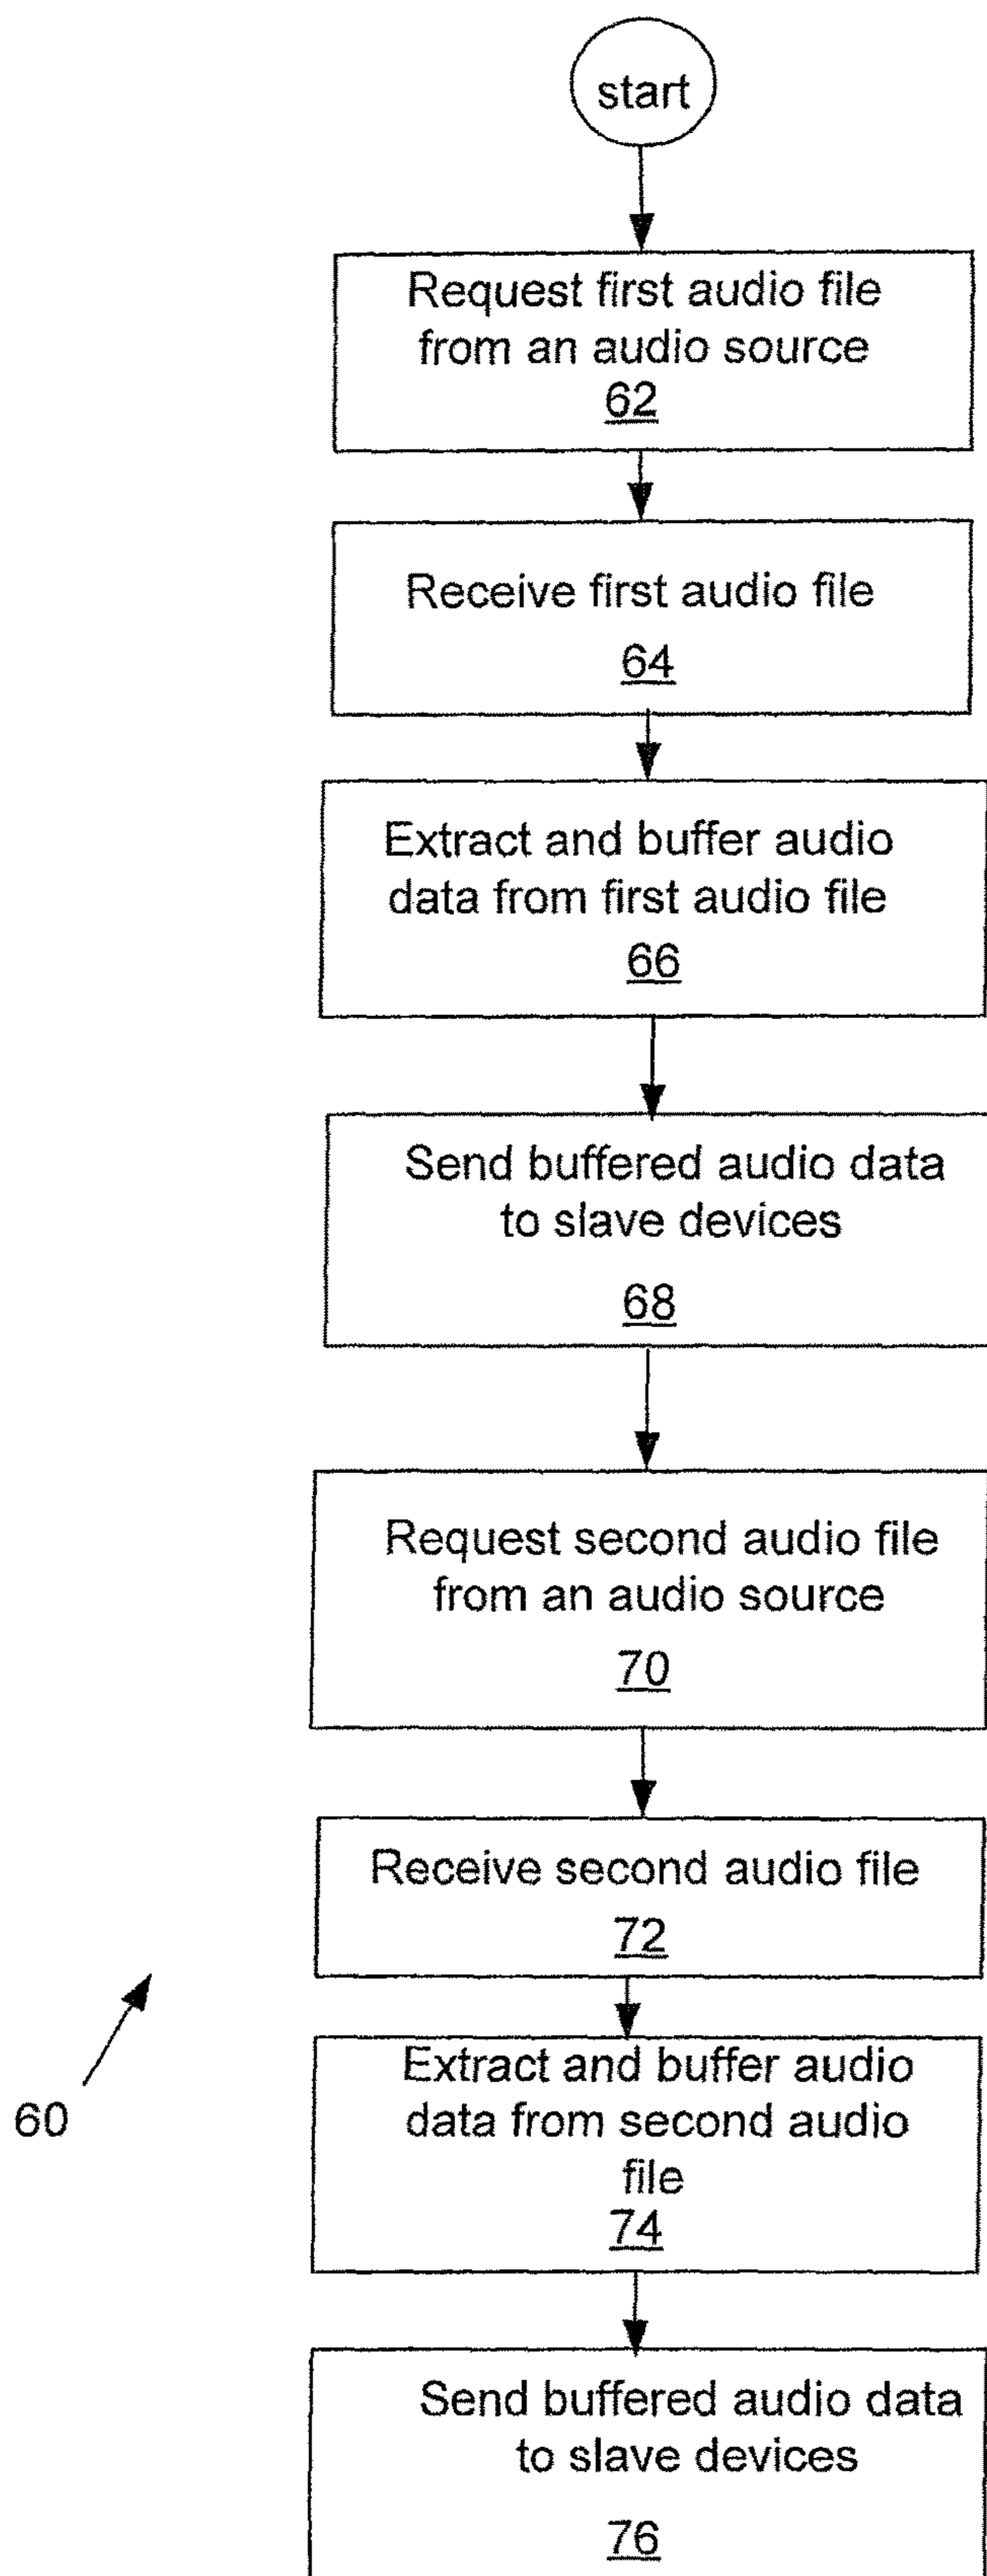 start
Request first audio file
from an audio source
62
Receive first audio file
64
Extract and buffer audio
data from first audio file
66
Send buffered audio data
to slave devices
68
Request second audio file
from an audio source
70
Receive second audio file
72
Extract and buffer audio
data from second audio
file
74
Send buffered audio data
to slave devices
76
60